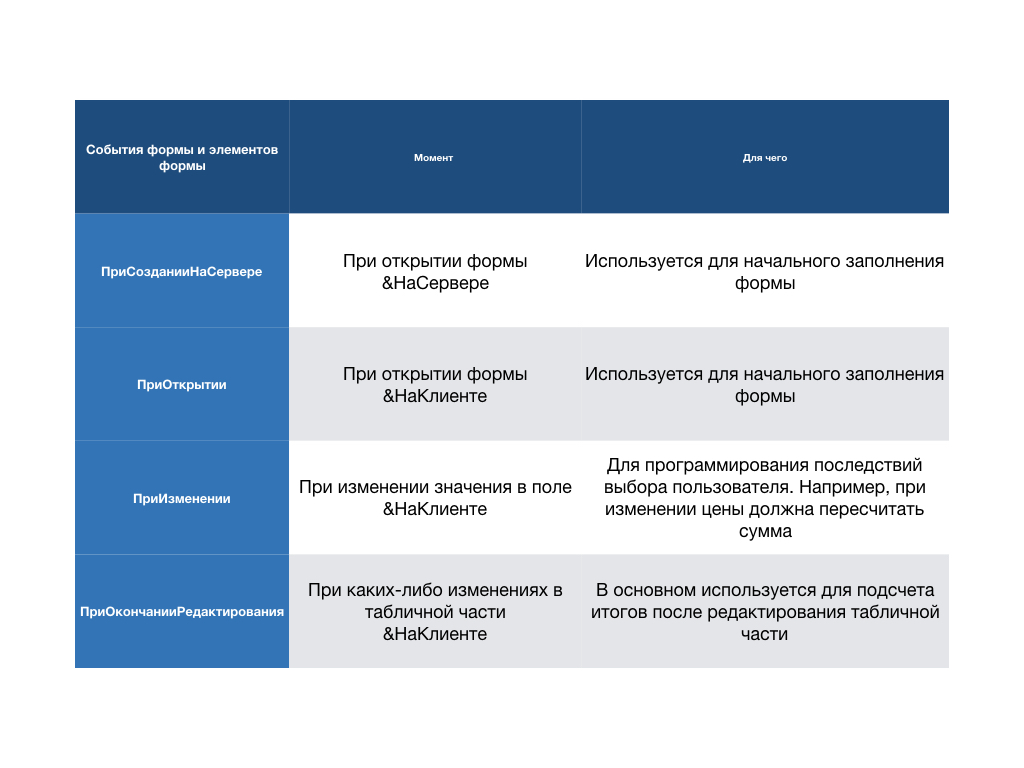 События формы и элементов
формы
Момент
Для чего
ПриСозданииНаСервере
При открытии формы
&НаСервере
Используется для начального заполнения
формы
ПриОткрытии
При открытии формы
&НаКлиенте
Используется для начального заполнения
формы
ПриИзменении
При изменении значения в поле
&НаКлиенте
Для программирования последствий
выбора пользователя. Например, при
изменении цены должна пересчитать
сумма
ПриОкончанииРедактирования
При каких-либо изменениях в
табличной части
&НаКлиенте
В основном используется для подсчета
итогов после редактирования табличной
части